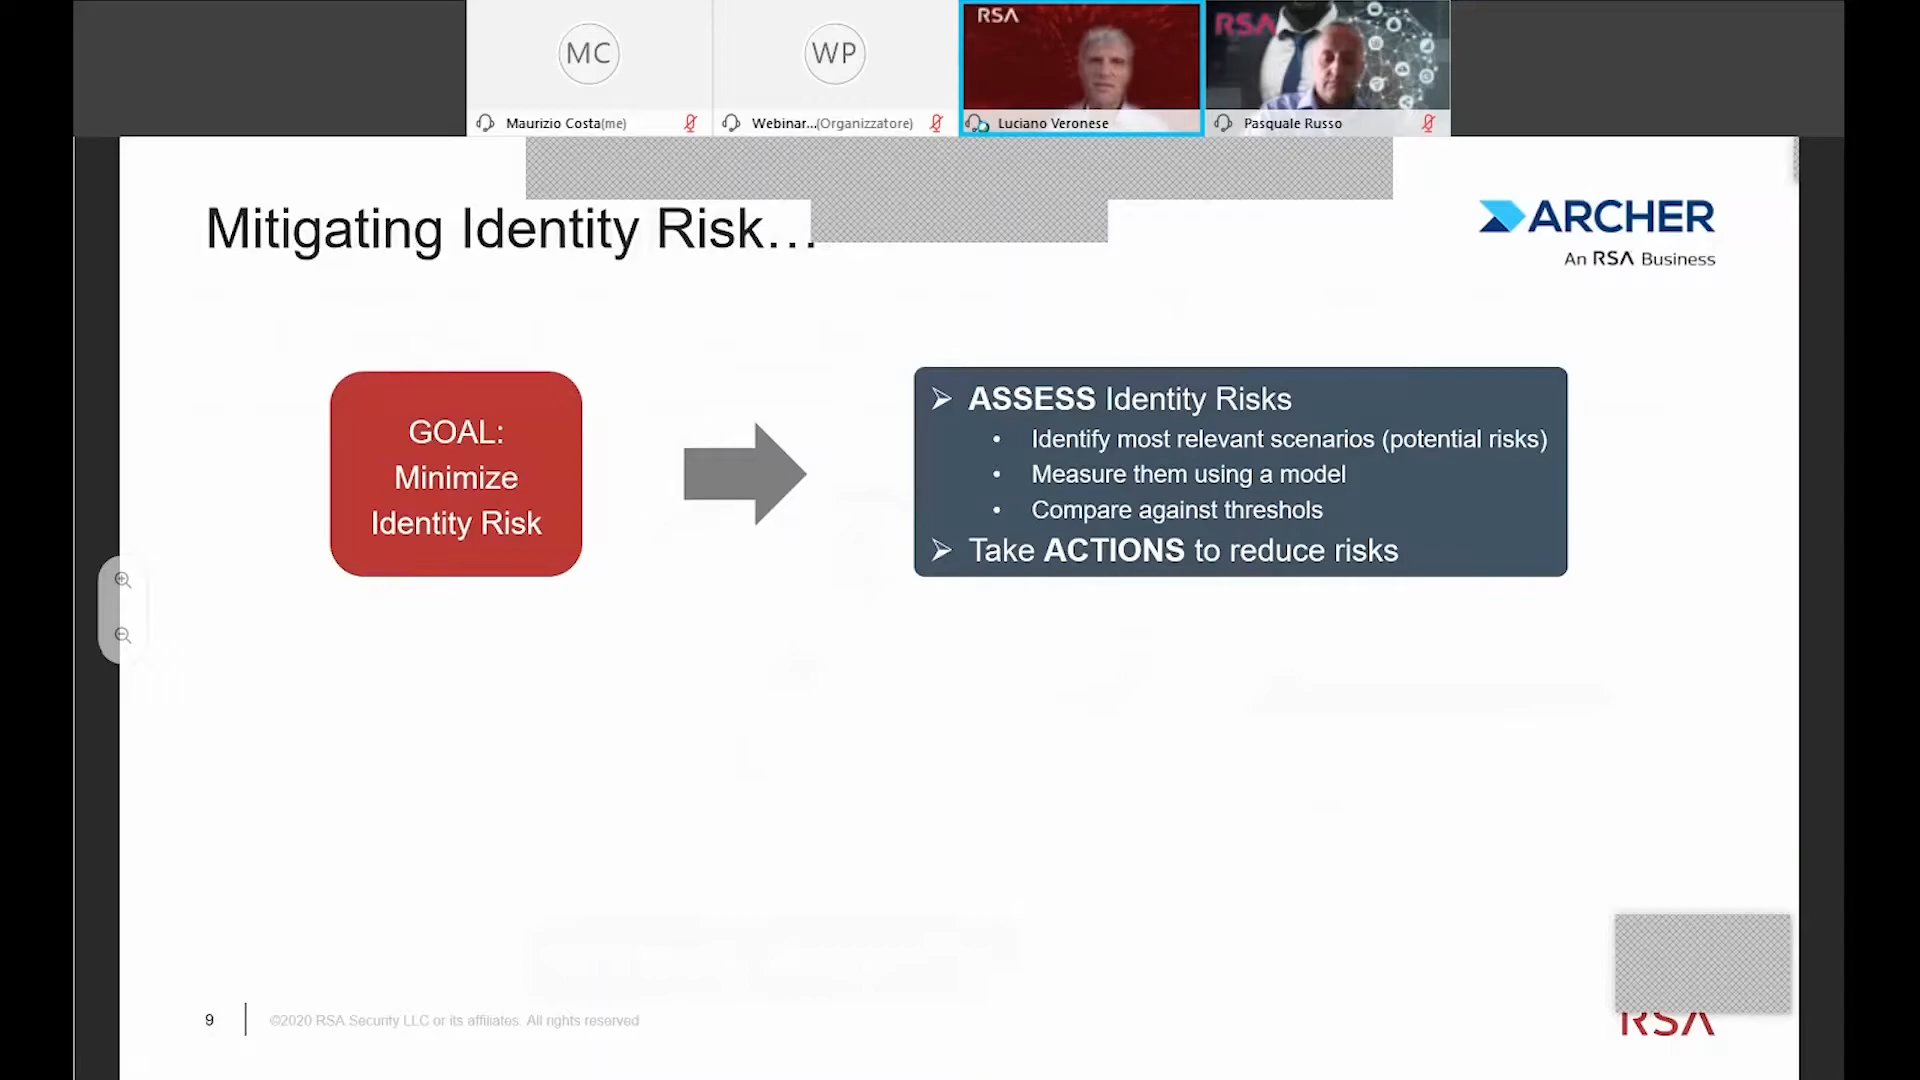 MC
WP
RSA
RSA
Maurizio Costa(me)
Webinar...(Organizzatore)
Luciano Veronese
Pasquale Russo
Mitigating Identity Risk...
ARCHER
An RSA Business
GOAL:
Minimize
Identity Risk
➢ ASSESS Identity Risks
• Identify most relevant scenarios (potential risks)
• Measure them using a model
• Compare against threshols
➢ Take ACTIONS to reduce risks
9
©2020 RSA Security LLC or its affiliates. All rights reserved
RSA